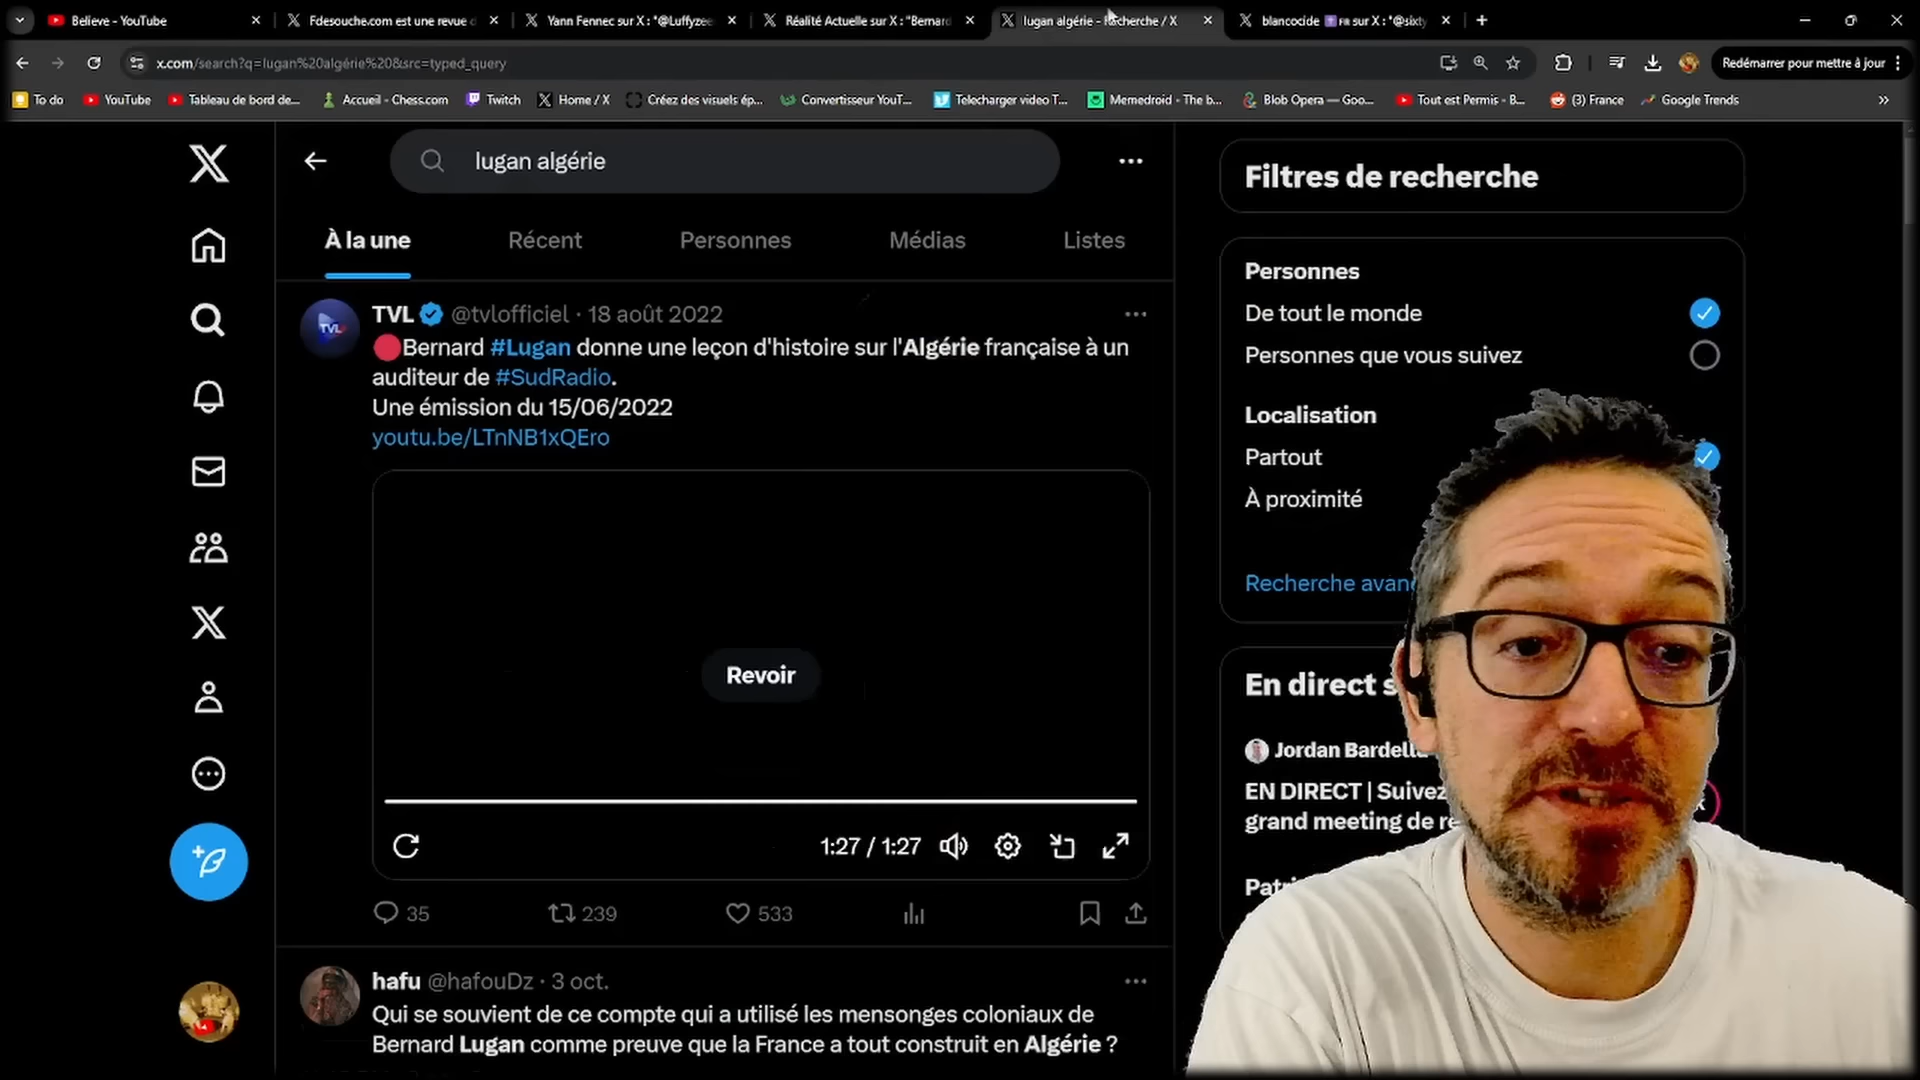 Believe - YouTube
Fdesouche.com est une revue d
Yann Fennec sur X : "@Luffyzee
Réalité Actuelle sur X : "Bernard
lugan algérie - Recherche / X
blancocide FR sur X : "@sixty
x.com/search?q=lugan%20algérie%20&src=typed_query
Redémarrer pour mettre à jour
To do
YouTube
Tableau de bord de...
Accueil - Chess.com
Twitch
Home / X
Créez des visuels ép...
Convertisseur YouT...
Telecharger video T...
Memedroid - The b...
Blob Opera — Goo...
Tout est Permis - B...
(3) France
Google Trends
lugan algérie
À la une
Récent
Personnes
Médias
Listes
TVL @tvlofficiel · 18 août 2022
Bernard #Lugan donne une leçon d'histoire sur l'Algérie française à un
auditeur de #SudRadio.
Une émission du 15/06/2022
youtu.be/LTnNB1xQEro
TVL
Revoir
1:27 / 1:27
35
239
533
hafu @hafouDz · 3 oct.
Qui se souvient de ce compte qui a utilisé les mensonges coloniaux de
Bernard Lugan comme preuve que la France a tout construit en Algérie ?
Filtres de recherche
Personnes
De tout le monde
Personnes que vous suivez
Localisation
Partout
À proximité
Recherche avan
En direct s
Jordan Bardell
EN DIRECT | Suivez
grand meeting de re
Patri